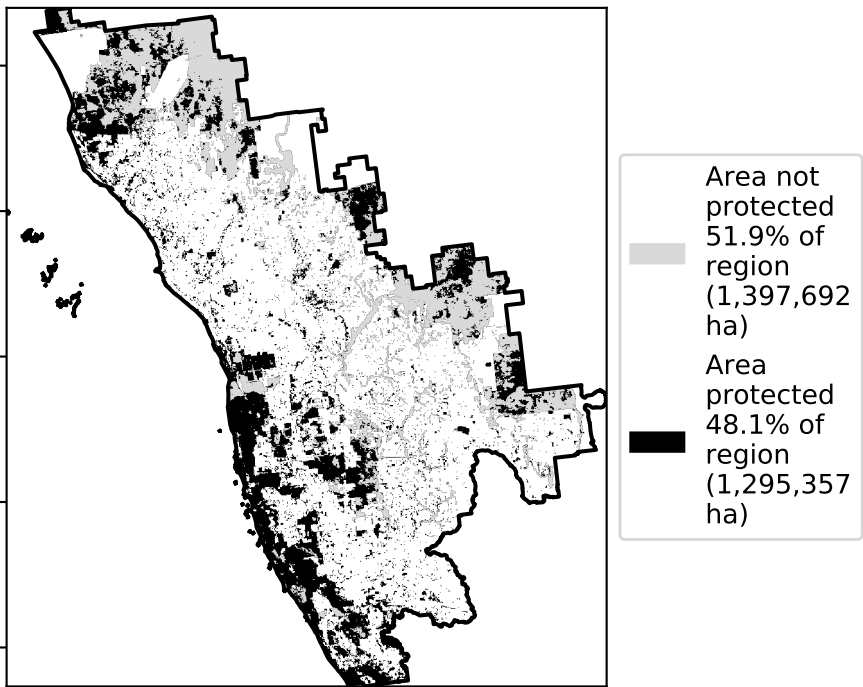 Area not
protected
51.9% of
region
(1,397,692
ha)
Area
protected
48.1% of
region
(1,295,357
ha)